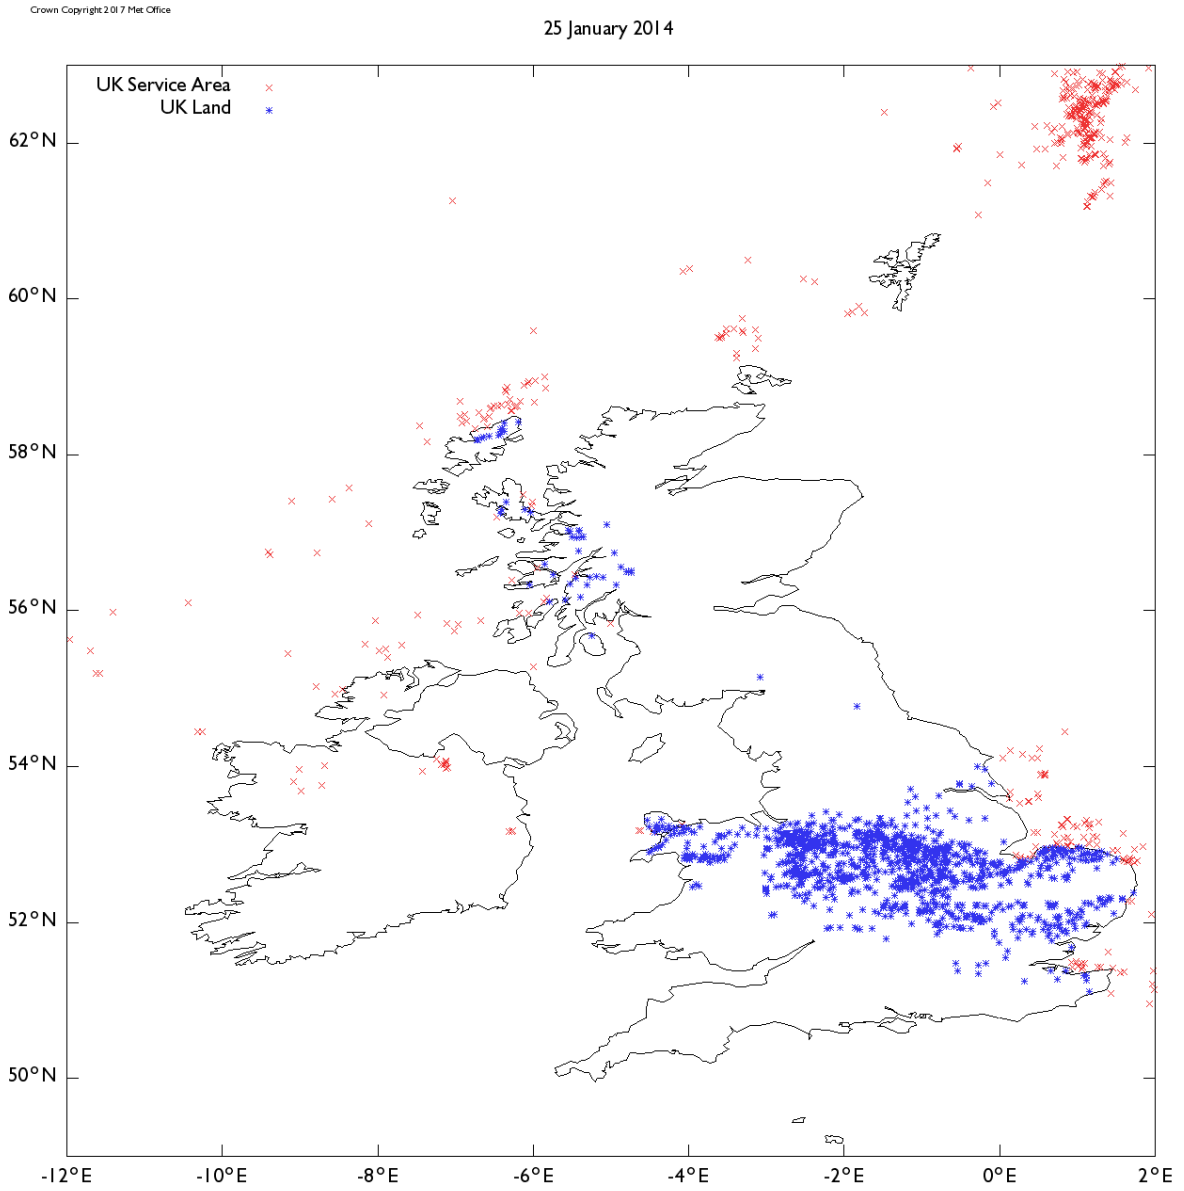 Crown Copyright 2017 Met Office
25 January 2014
UK Service Area
UK Land
62°N
60°N
58°N
56°N
54°N
52°N
50°N
-12°E -10°E -8°E -6°E -4°E -2°E 0°E 2°E